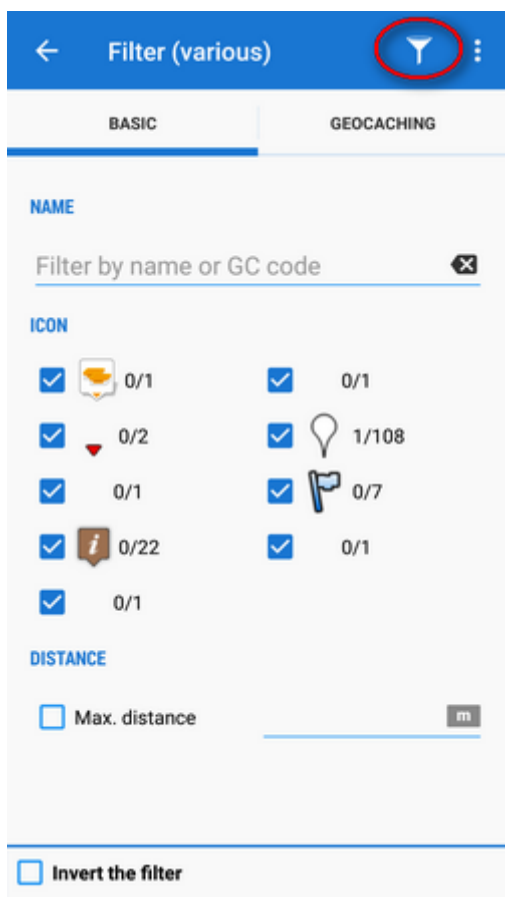 Filter (various)
BASIC GEOCACHING
NAME
Filter by name or GC code
ICON
0/1 0/1
0/2 1/108
0/1 0/7
i 0/22 0/1
0/1
DISTANCE
Max. distance m
Invert the filter